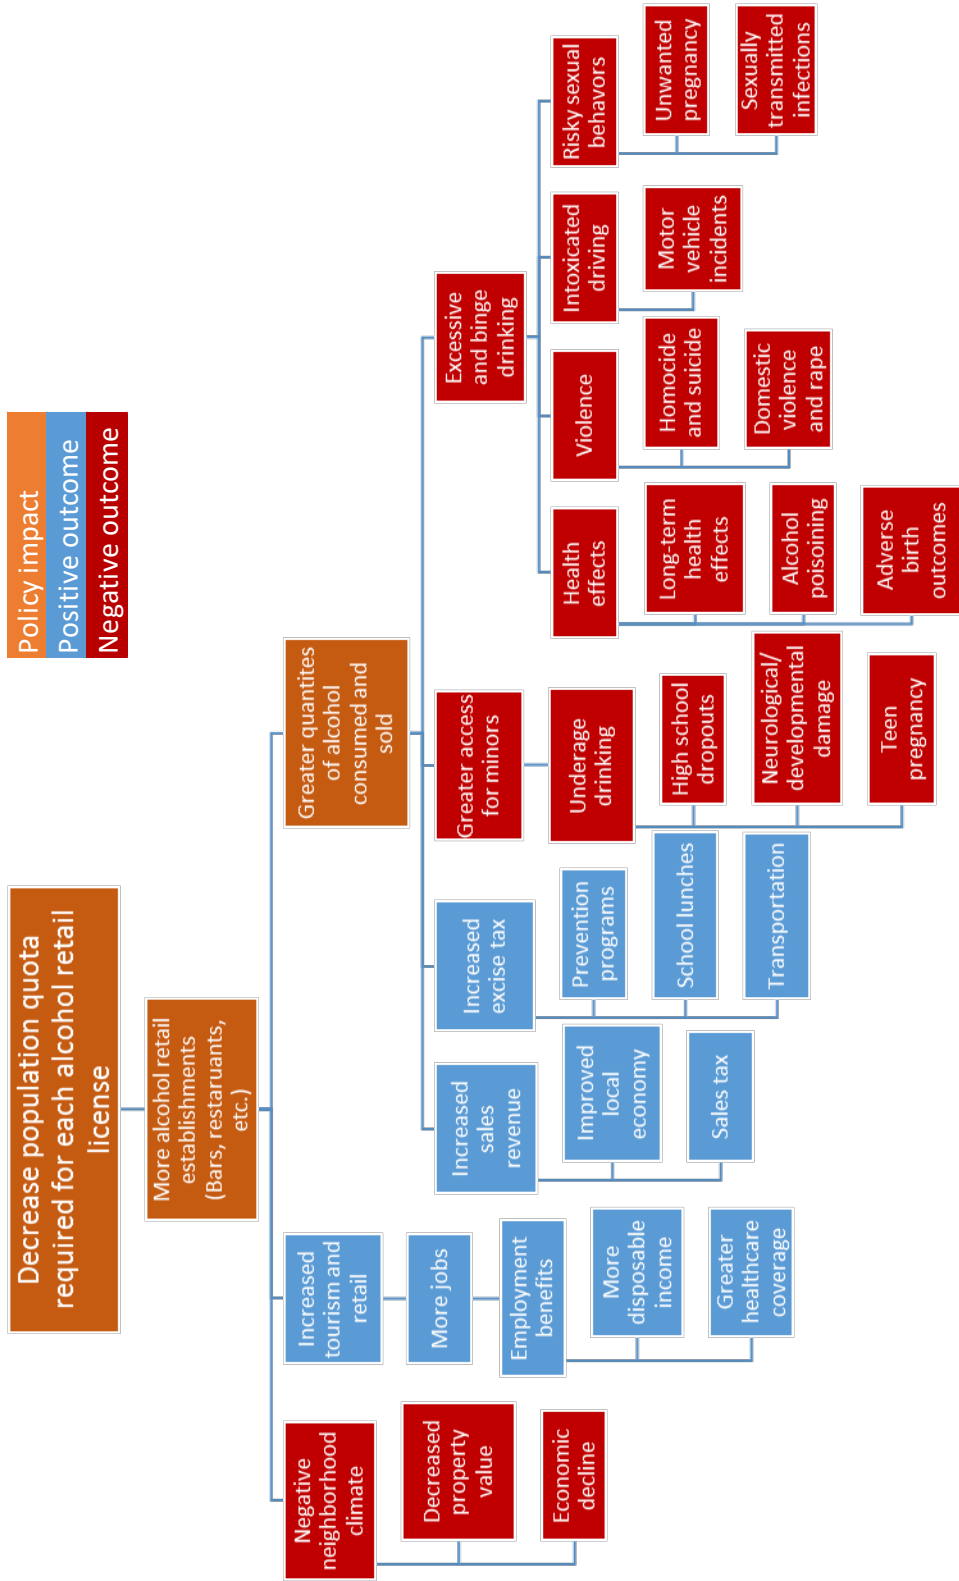 Policy impact
Positive outcome
Negative outcome
Decrease population quota
required for each alcohol retail
license
More alcohol retail
establishments
(Bars, restaruants,
etc.)
Negative
neighborhood
climate
Decreased
property
value
Economic
decline
Increased
tourism and
retail
More jobs
Employment
benefits
More
disposable
income
Greater
healthcare
coverage
Greater quantites
of alcohol
consumed and
sold
Increased
sales
revenue
Improved
local
economy
Sales tax
Increased
excise tax
Prevention
programs
School lunches
Transportation
Greater access
for minors
Underage
drinking
High school
dropouts
Neurological/
developmental
damage
Teen
pregnancy
Excessive
and binge
drinking
Health
effects
Long-term
health
effects
Alcohol
poisoining
Adverse
birth
outcomes
Violence
Homocide
and suicide
Domestic
violence
and rape
Intoxicated
driving
Motor
vehicle
incidents
Risky sexual
behavors
Unwanted
pregnancy
Sexually
transmitted
infections